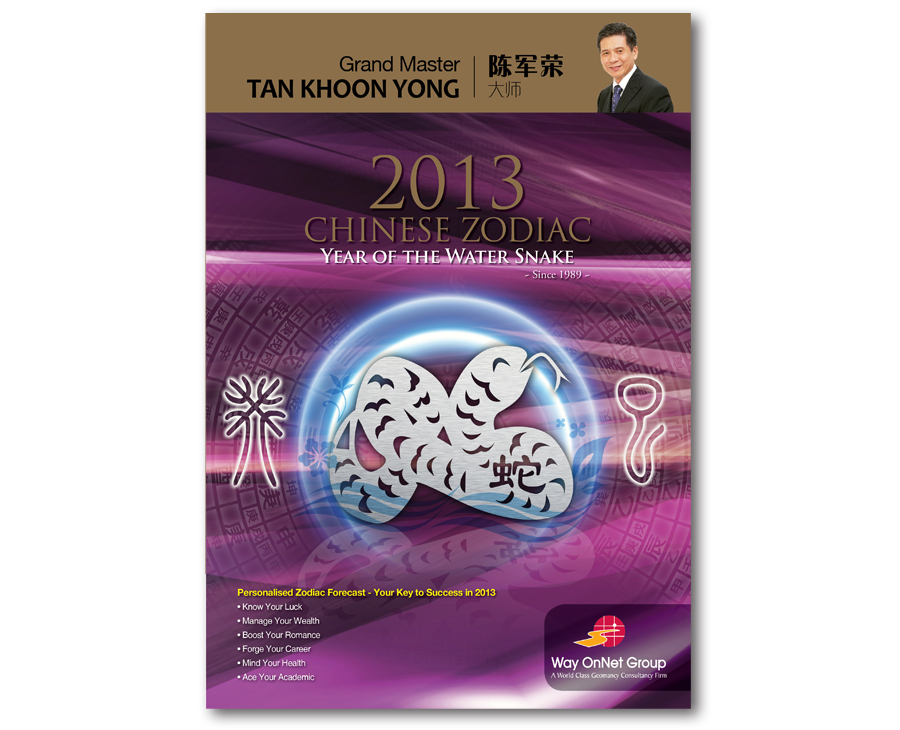 Grand Master
TAN KHOON YONG
陈军荣
大师
2013
CHINESE ZODIAC
YEAR OF THE WATER SNAKE
~ Since 1989 ~
蛇
Personalised Zodiac Forecast - Your Key to Success in 2013
• Know Your Luck
• Manage Your Wealth
• Boost Your Romance
• Forge Your Career
• Mind Your Health
• Ace Your Academic
Way OnNet Group
A World Class Geomancy Consultancy Firm